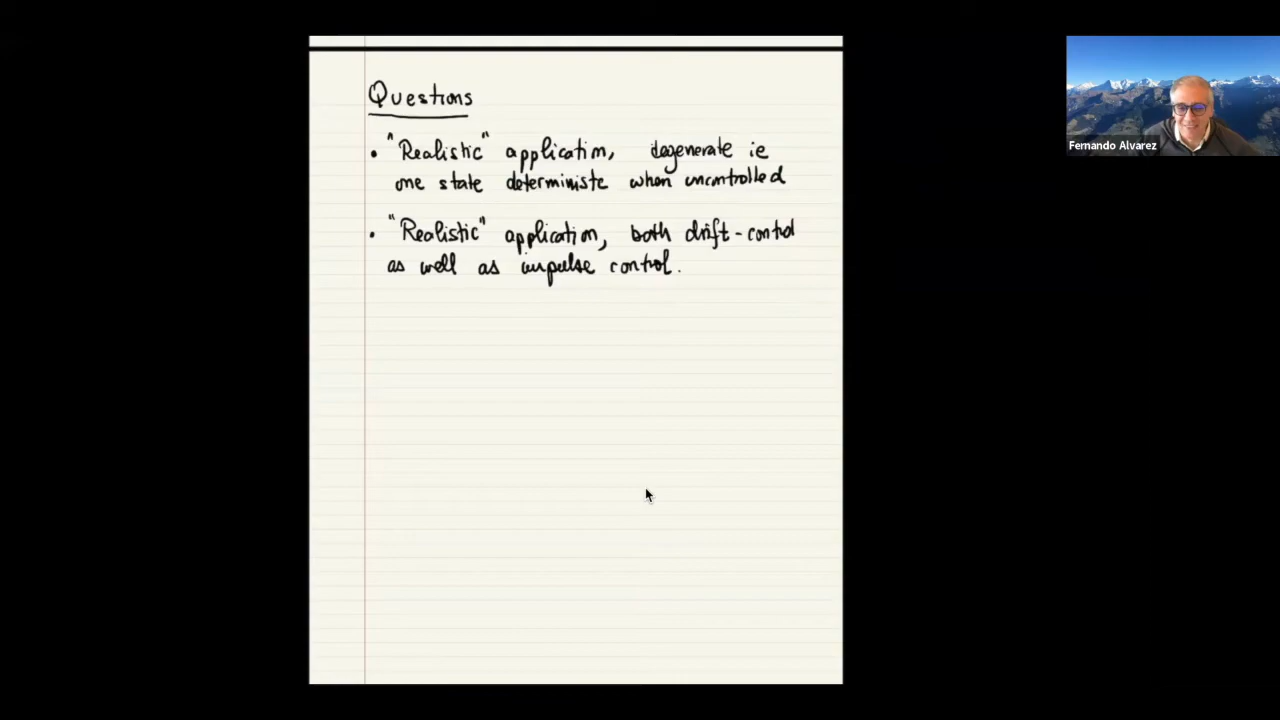 Questions
• "Realistic" application, degenerate ie
one state determinist when uncontrolled
• "Realistic" application, both drift-control
as well as impulse control.
Fernando Alvarez